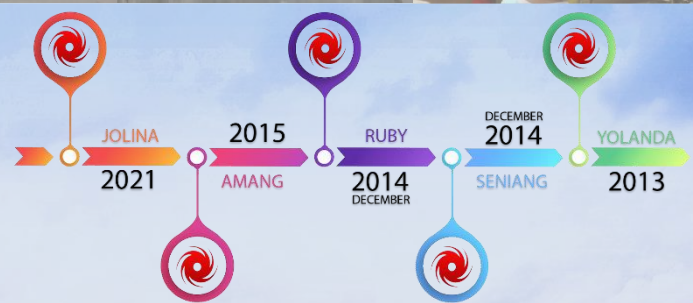 JOLINA
2021
2015
AMANG
RUBY
2014
DECEMBER
DECEMBER
2014
SENIANG
YOLANDA
2013